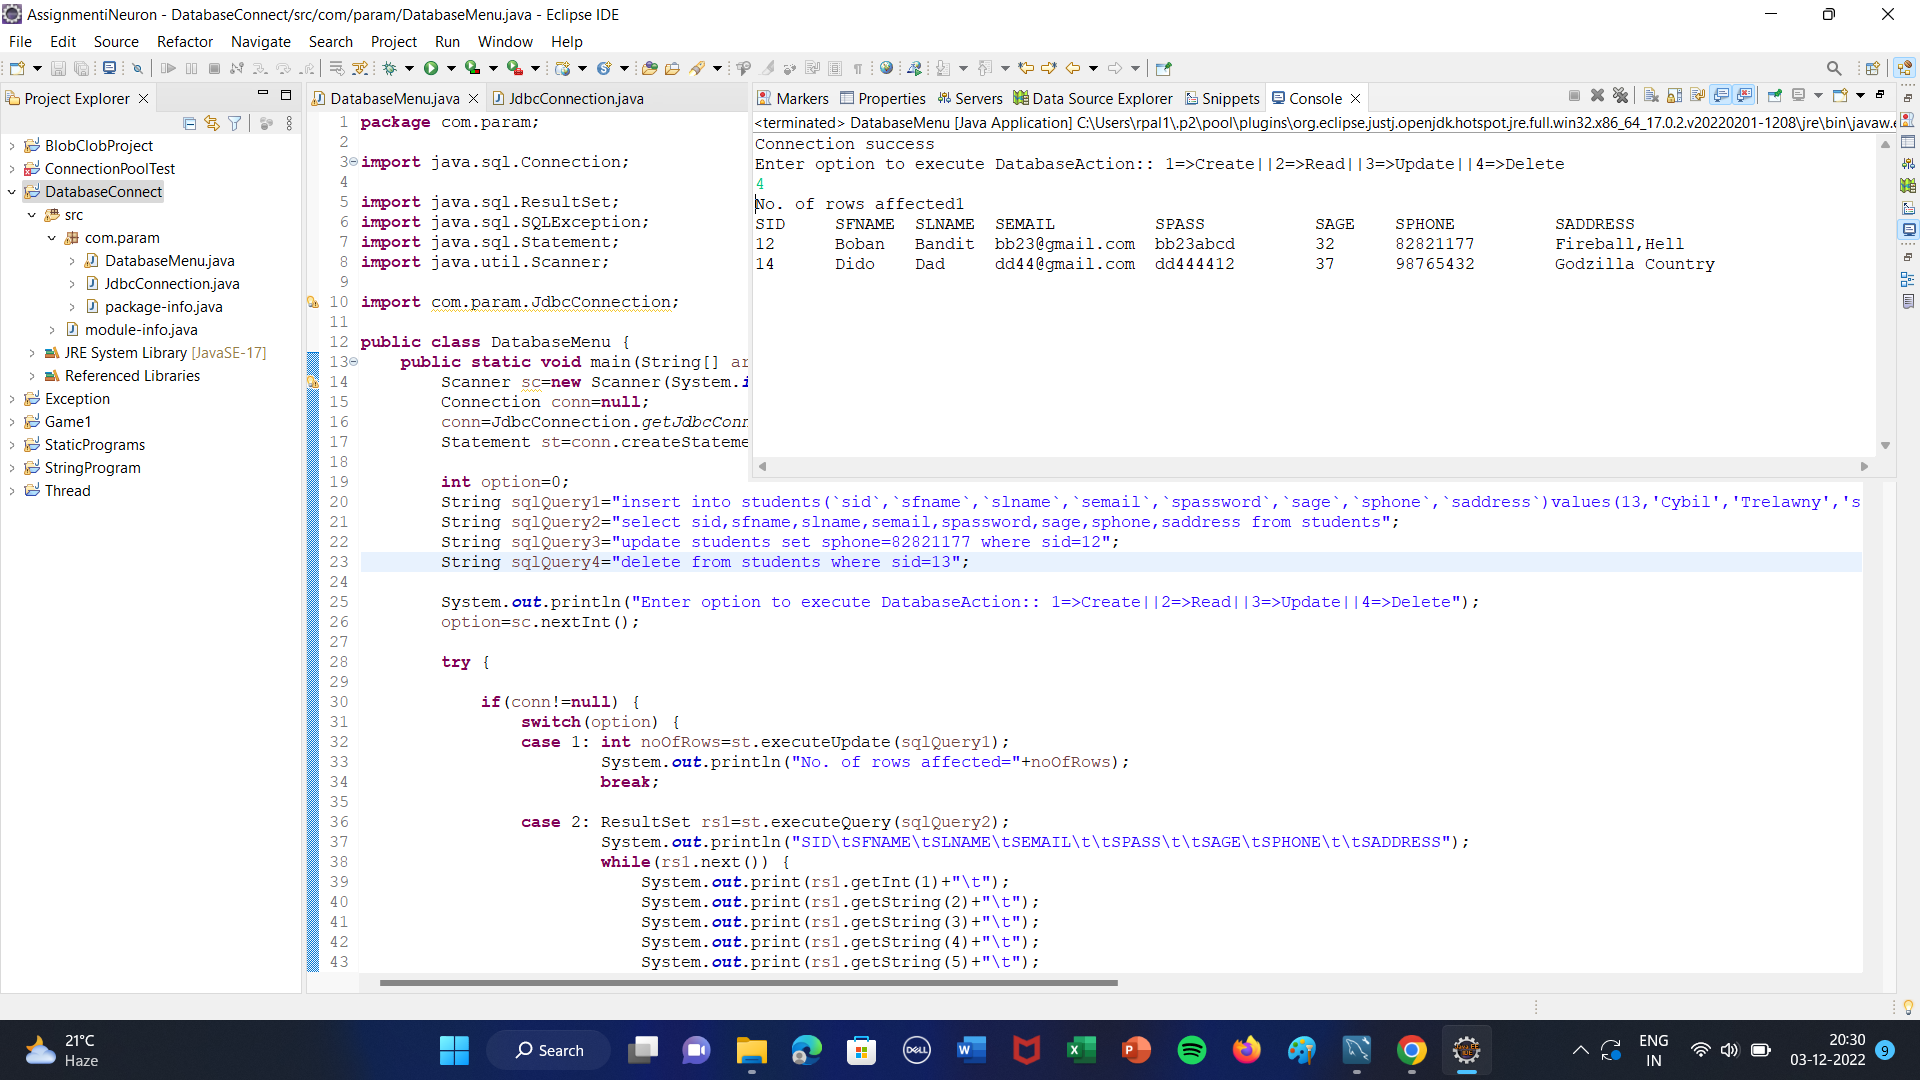 AssignmentiNeuron - DatabaseConnect/src/com/param/DatabaseMenu.java - Eclipse IDE
File Edit Source Refactor Navigate Search Project Run Window Help
Project Explorer
BlobClobProject
ConnectionPoolTest
DatabaseConnect
src
com.param
DatabaseMenu.java
JdbcConnection.java
package-info.java
module-info.java
JRE System Library [JavaSE-17]
Referenced Libraries
Exception
Game1
StaticPrograms
StringProgram
Thread
DatabaseMenu.java JdbcConnection.java
1 package com.param;
2
3 import java.sql.Connection;
4
5 import java.sql.ResultSet;
6 import java.sql.SQLException;
7 import java.sql.Statement;
8 import java.util.Scanner;
9
10 import com.param.JdbcConnection;
11
12 public class DatabaseMenu {
13 public static void main(String[] ar
14 Scanner sc=new Scanner(System.i
15 Connection conn=null;
16 conn=JdbcConnection.getJdbcConn
17 Statement st=conn.createStateme
18
19 int option=0;
20 String sqlQuery1="insert into students(`sid`,`sfname`,`slname`,`semail`,`spassword`,`sage`,`sphone`,`saddress`)values(13,'Cybil','Trelawny','s
21 String sqlQuery2="select sid,sfname,slname,semail,spassword,sage,sphone,saddress from students";
22 String sqlQuery3="update students set sphone=82821177 where sid=12";
23 String sqlQuery4="delete from students where sid=13";
24
25 System.out.println("Enter option to execute DatabaseAction:: 1=>Create||2=>Read||3=>Update||4=>Delete");
26 option=sc.nextInt();
27
28 try {
29
30 if(conn!=null) {
31 switch(option) {
32 case 1: int noOfRows=st.executeUpdate(sqlQuery1);
33 System.out.println("No. of rows affected="+noOfRows);
34 break;
35
36 case 2: ResultSet rs1=st.executeQuery(sqlQuery2);
37 System.out.println("SID\tSFNAME\tSLNAME\tSEMAIL\t\tSPASS\t\tSAGE\tSPHONE\t\tSADDRESS");
38 while(rs1.next()) {
39 System.out.print(rs1.getInt(1)+"\t");
40 System.out.print(rs1.getString(2)+"\t");
41 System.out.print(rs1.getString(3)+"\t");
42 System.out.print(rs1.getString(4)+"\t");
43 System.out.print(rs1.getString(5)+"\t");
Markers Properties Servers Data Source Explorer Snippets Console
<terminated> DatabaseMenu [Java Application] C:\Users\rpal1\.p2\pool\plugins\org.eclipse.justj.openjdk.hotspot.jre.full.win32.x86_64_17.0.2.v20220201-1208\jre\bin\javaw.e
Connection success
Enter option to execute DatabaseAction:: 1=>Create||2=>Read||3=>Update||4=>Delete
4
No. of rows affected1
SID SFNAME SLNAME SEMAIL SPASS SAGE SPHONE SADDRESS
12 Boban Bandit bb23@gmail.com bb23abcd 32 82821177 Fireball,Hell
14 Dido Dad dd44@gmail.com dd444412 37 98765432 Godzilla Country
21°C
Haze
Search
DELL
ENG
IN
20:30
03-12-2022
9